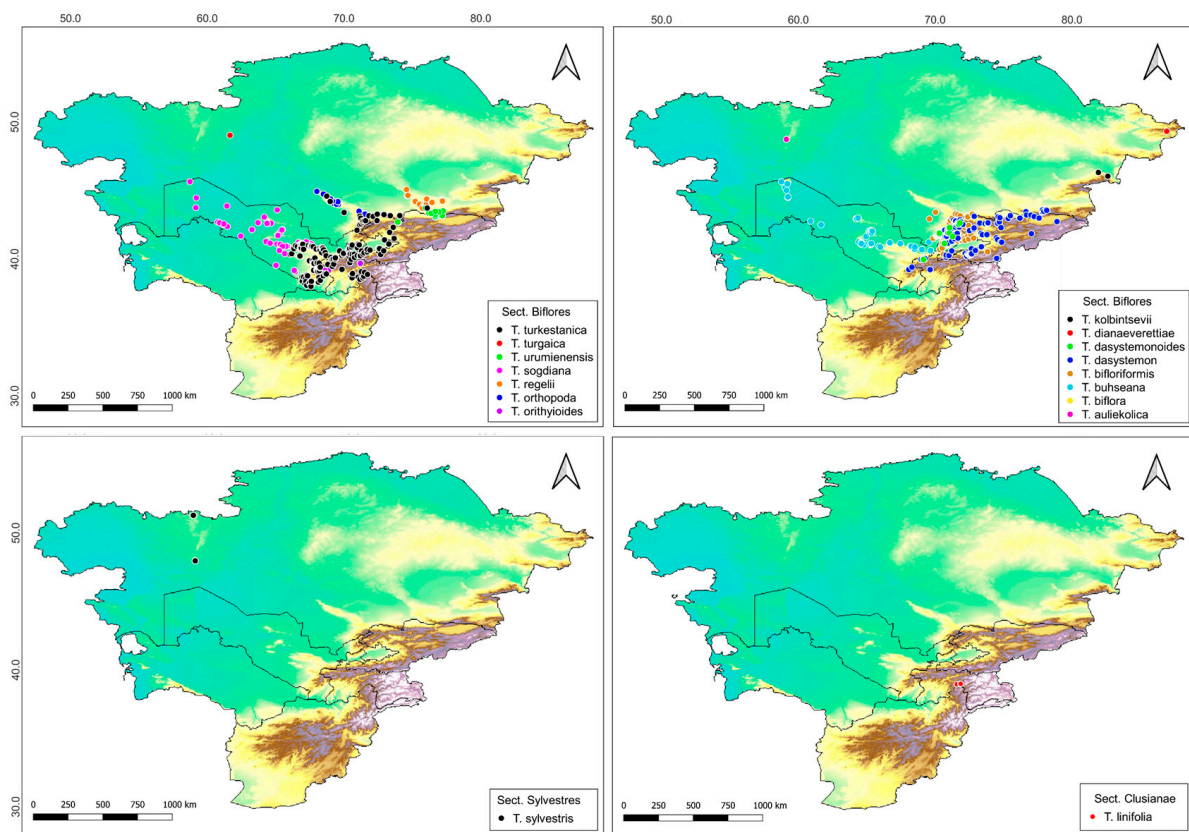 50.0 60.0 70.0 80.0
50.0 60.0 70.0 80.0
50.0
40.0
30.0
Sect. Biflores
T. turkestanica
T. turgaica
T. urumienensis
T. sogdiana
T. regelii
T. orthopoda
T. orithyioides
0 250 500 750 1000 km
Sect. Biflores
T. kolbintsevii
T. dianaeverettiae
T. dasystemonoides
T. dasystemon
T. bifloriformis
T. buhseana
T. biflora
T. auliekolica
0 250 500 750 1000 km
50.0
40.0
30.0
Sect. Sylvestres
T. sylvestris
0 250 500 750 1000 km
Sect. Clusianae
T. linifolia
0 250 500 750 1000 km